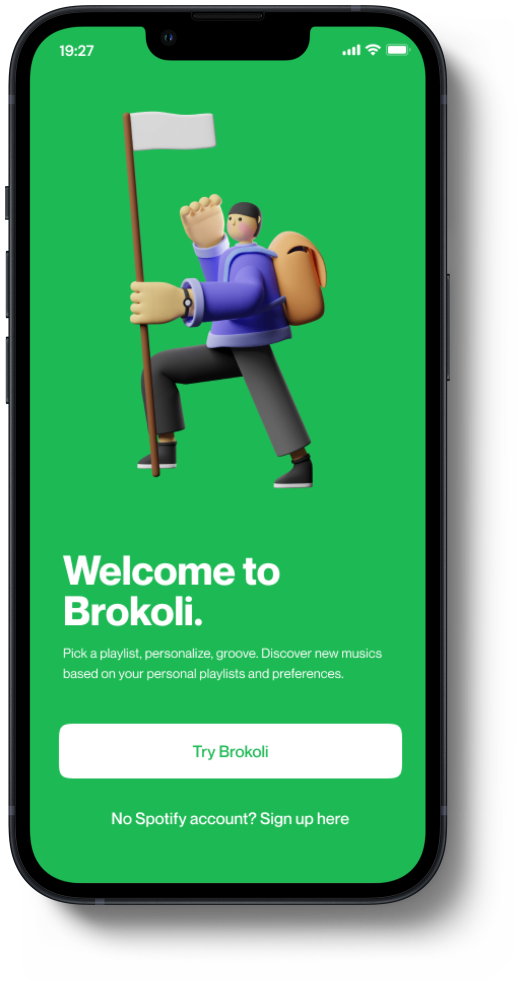 19:27
Welcome to
Brokoli.
Pick a playlist, personalize, groove. Discover new musics
based on your personal playlists and preferences.
Try Brokoli
No Spotify account? Sign up here